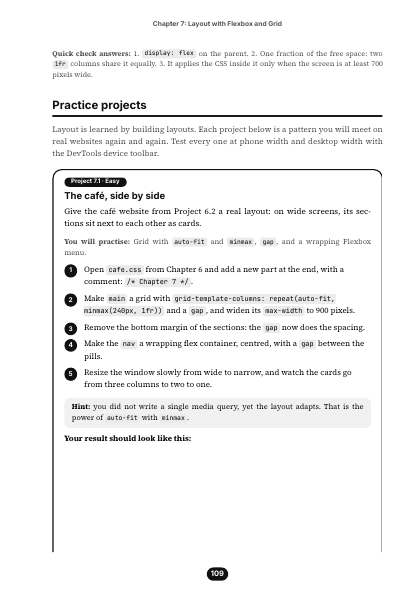 Chapter 7: Layout with Flexbox and Grid
Quick check answers: 1. display: flex on the parent. 2. One fraction of the free space: two
1fr columns share it equally. 3. It applies the CSS inside it only when the screen is at least 700
pixels wide.
Practice projects
Layout is learned by building layouts. Each project below is a pattern you will meet on
real websites again and again. Test every one at phone width and desktop width with
the DevTools device toolbar.
Project 7.1 · Easy
The café, side by side
Give the café website from Project 6.2 a real layout: on wide screens, its sec-
tions sit next to each other as cards.
You will practise: Grid with auto-fit and minmax, gap, and a wrapping Flexbox
menu.
1 Open cafe.css from Chapter 6 and add a new part at the end, with a
comment: /* Chapter 7 */.
2 Make main a grid with grid-template-columns: repeat(auto-fit,
minmax(240px, 1fr)) and a gap, and widen its max-width to 900 pixels.
3 Remove the bottom margin of the sections: the gap now does the spacing.
4 Make the nav a wrapping flex container, centred, with a gap between the
pills.
5 Resize the window slowly from wide to narrow, and watch the cards go
from three columns to two to one.
Hint: you did not write a single media query, yet the layout adapts. That is the
power of auto-fit with minmax.
Your result should look like this:
109